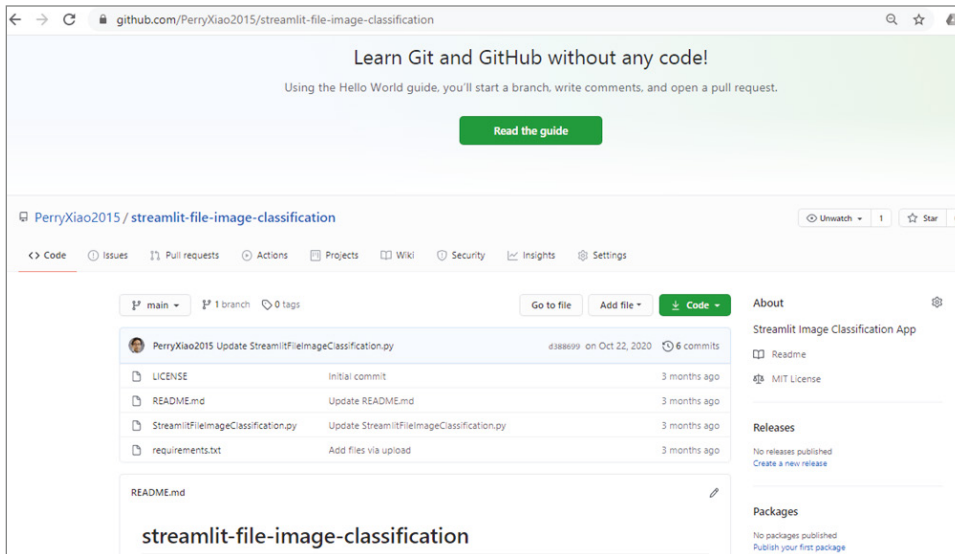 github.com/PerryXiao2015/streamlit-file-image-classification
Learn Git and GitHub without any code!
Using the Hello World guide, you'll start a branch, write comments, and open a pull request.
Read the guide
PerryXiao2015 / streamlit-file-image-classification
Unwatch 1 Star
Code Issues Pull requests Actions Projects Wiki Security Insights Settings
main 1 branch 0 tags Go to file Add file Code
PerryXiao2015 Update StreamlitFileImageClassification.py d388699 on Oct 22, 2020 6 commits
LICENSE Initial commit 3 months ago
README.md Update README.md 3 months ago
StreamlitFileImageClassification.py Update StreamlitFileImageClassification.py 3 months ago
requirements.txt Add files via upload 3 months ago
README.md
streamlit-file-image-classification
About
Streamlit Image Classification App
Readme
MIT License
Releases
No releases published
Create a new release
Packages
No packages published
Publish your first package